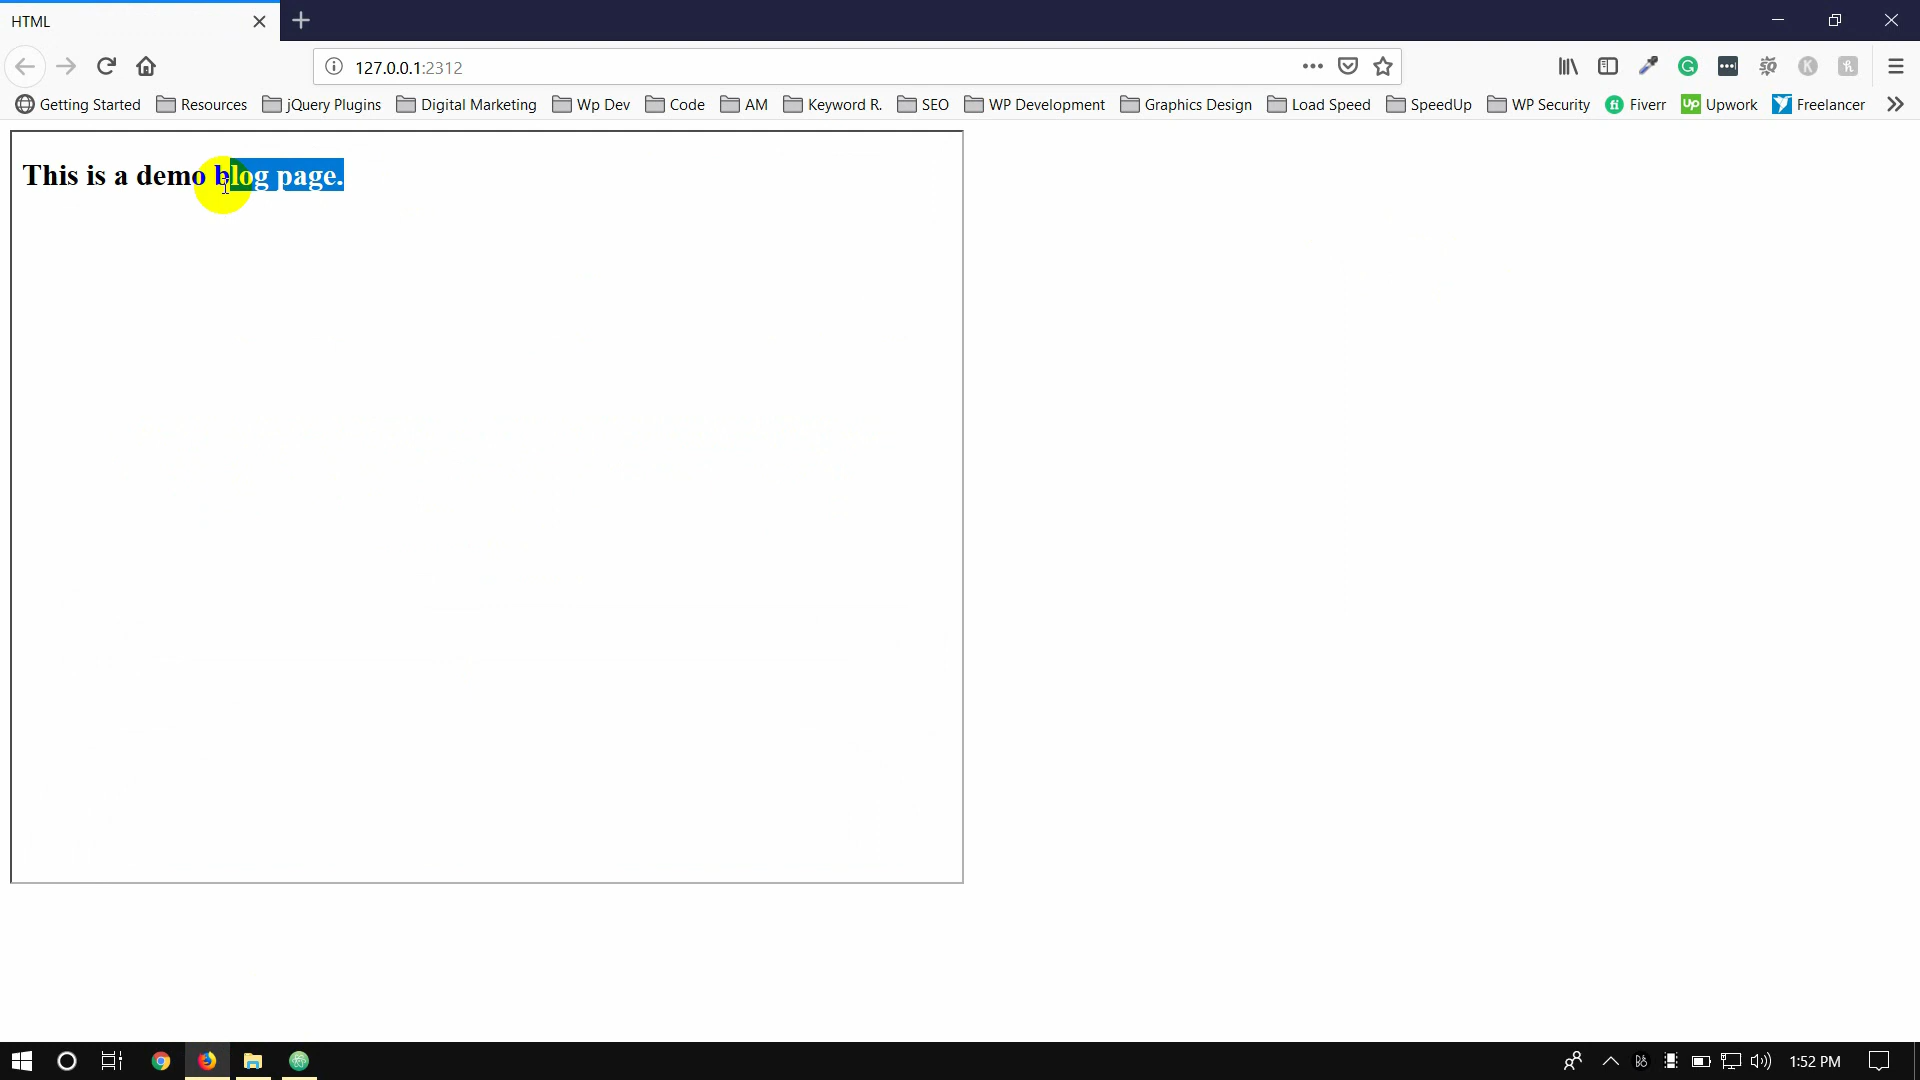 HTML
127.0.0.1:2312
Getting Started Resources jQuery Plugins Digital Marketing Wp Dev Code AM Keyword R. SEO WP Development Graphics Design Load Speed SpeedUp WP Security fi Fiverr Up Upwork Freelancer
This is a demo blog page.
1:52 PM